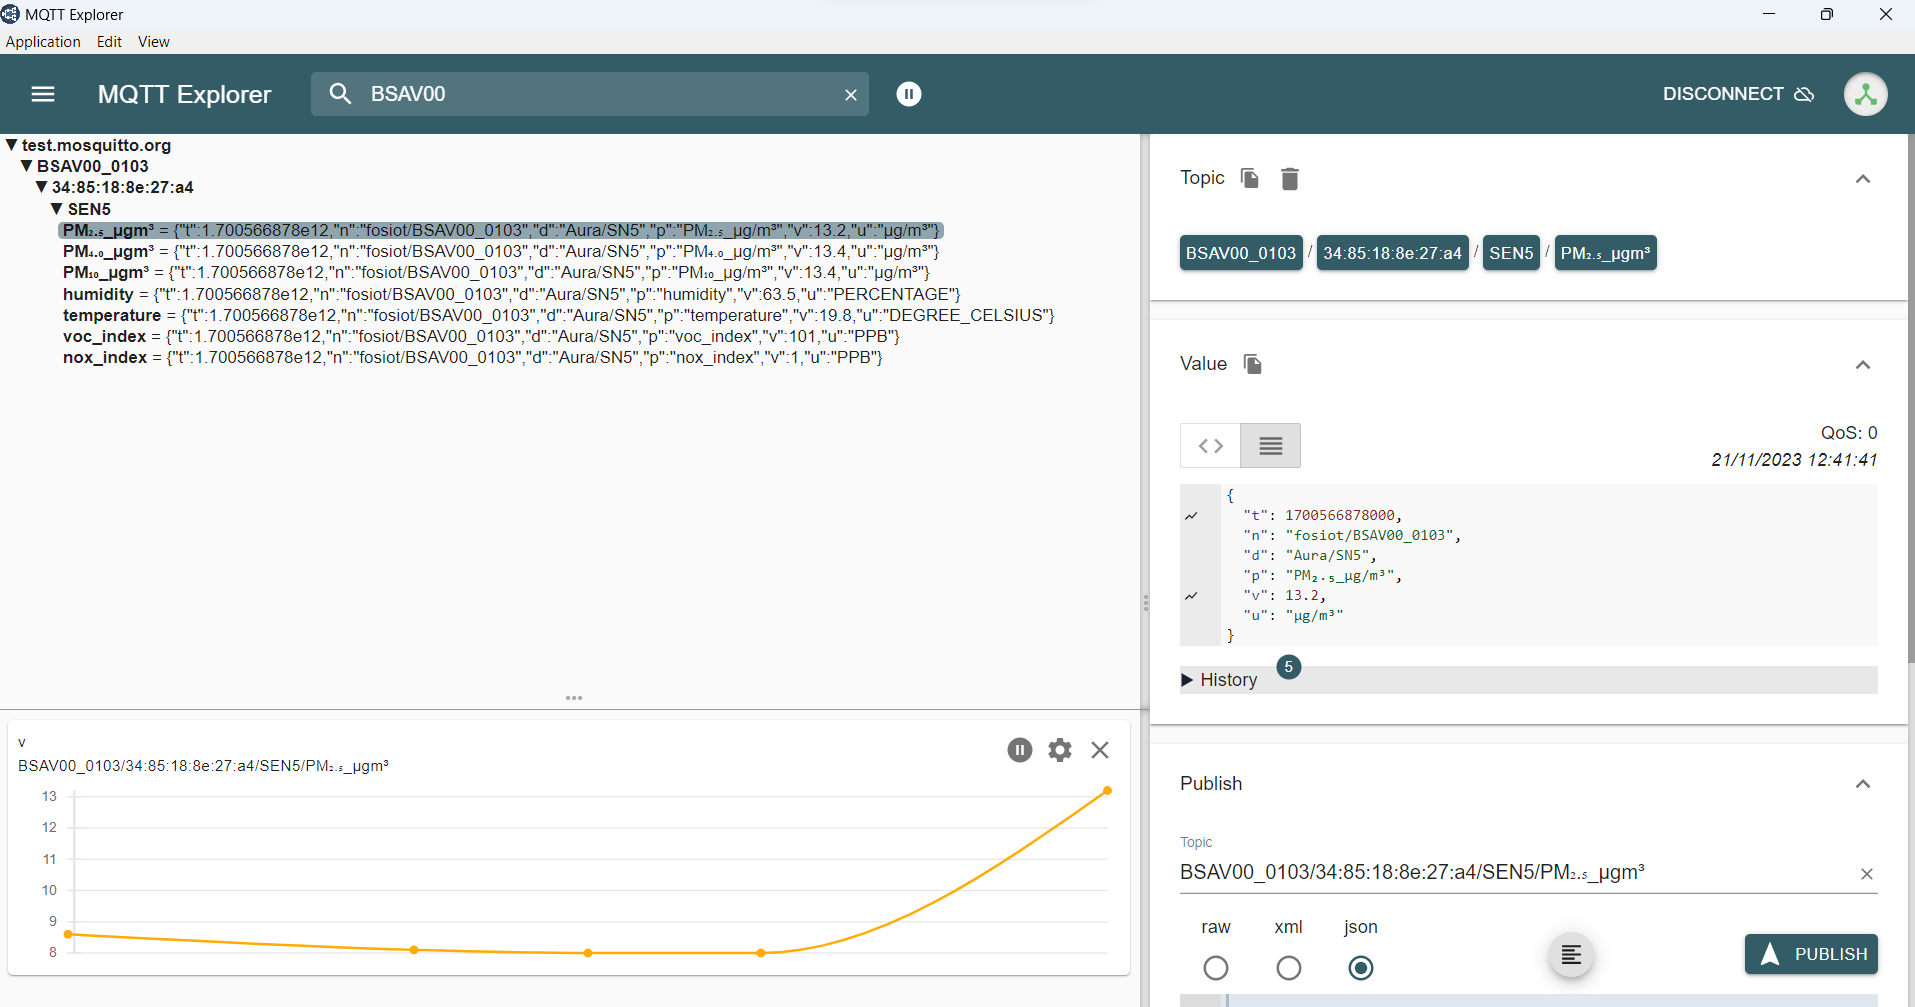 MQTT Explorer
Application Edit View
MQTT Explorer BSAV00 DISCONNECT
▼ test.mosquitto.org
▼ BSAV00_0103
▼ 34:85:18:8e:27:a4
▼ SEN5
PM₂.₅_µgm³ = {"t":1.700566878e12,"n":"fosiot/BSAV00_0103","d":"Aura/SN5","p":"PM₂.₅_µg/m³","v":13.2,"u":"µg/m³"}
PM₄.₀_µgm³ = {"t":1.700566878e12,"n":"fosiot/BSAV00_0103","d":"Aura/SN5","p":"PM₄.₀_µg/m³","v":13.4,"u":"µg/m³"}
PM₁₀_µgm³ = {"t":1.700566878e12,"n":"fosiot/BSAV00_0103","d":"Aura/SN5","p":"PM₁₀_µg/m³","v":13.4,"u":"µg/m³"}
humidity = {"t":1.700566878e12,"n":"fosiot/BSAV00_0103","d":"Aura/SN5","p":"humidity","v":63.5,"u":"PERCENTAGE"}
temperature = {"t":1.700566878e12,"n":"fosiot/BSAV00_0103","d":"Aura/SN5","p":"temperature","v":19.8,"u":"DEGREE_CELSIUS"}
voc_index = {"t":1.700566878e12,"n":"fosiot/BSAV00_0103","d":"Aura/SN5","p":"voc_index","v":101,"u":"PPB"}
nox_index = {"t":1.700566878e12,"n":"fosiot/BSAV00_0103","d":"Aura/SN5","p":"nox_index","v":1,"u":"PPB"}
v
BSAV00_0103/34:85:18:8e:27:a4/SEN5/PM₂.₅_µgm³
13
12
11
10
9
8
Topic
BSAV00_0103 / 34:85:18:8e:27:a4 / SEN5 / PM₂.₅_µgm³
Value
QoS: 0
21/11/2023 12:41:41
{
"t": 1700566878000,
"n": "fosiot/BSAV00_0103",
"d": "Aura/SN5",
"p": "PM₂.₅_µg/m³",
"v": 13.2,
"u": "µg/m³"
}
▶ History 5
Publish
Topic
BSAV00_0103/34:85:18:8e:27:a4/SEN5/PM₂.₅_µgm³
raw xml json
PUBLISH